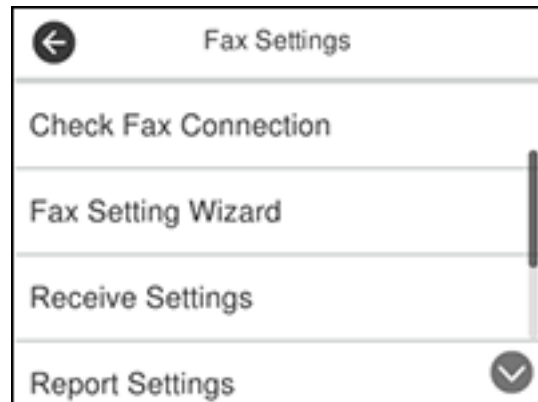 Fax Settings
Check Fax Connection
Fax Setting Wizard
Receive Settings
Report Settings